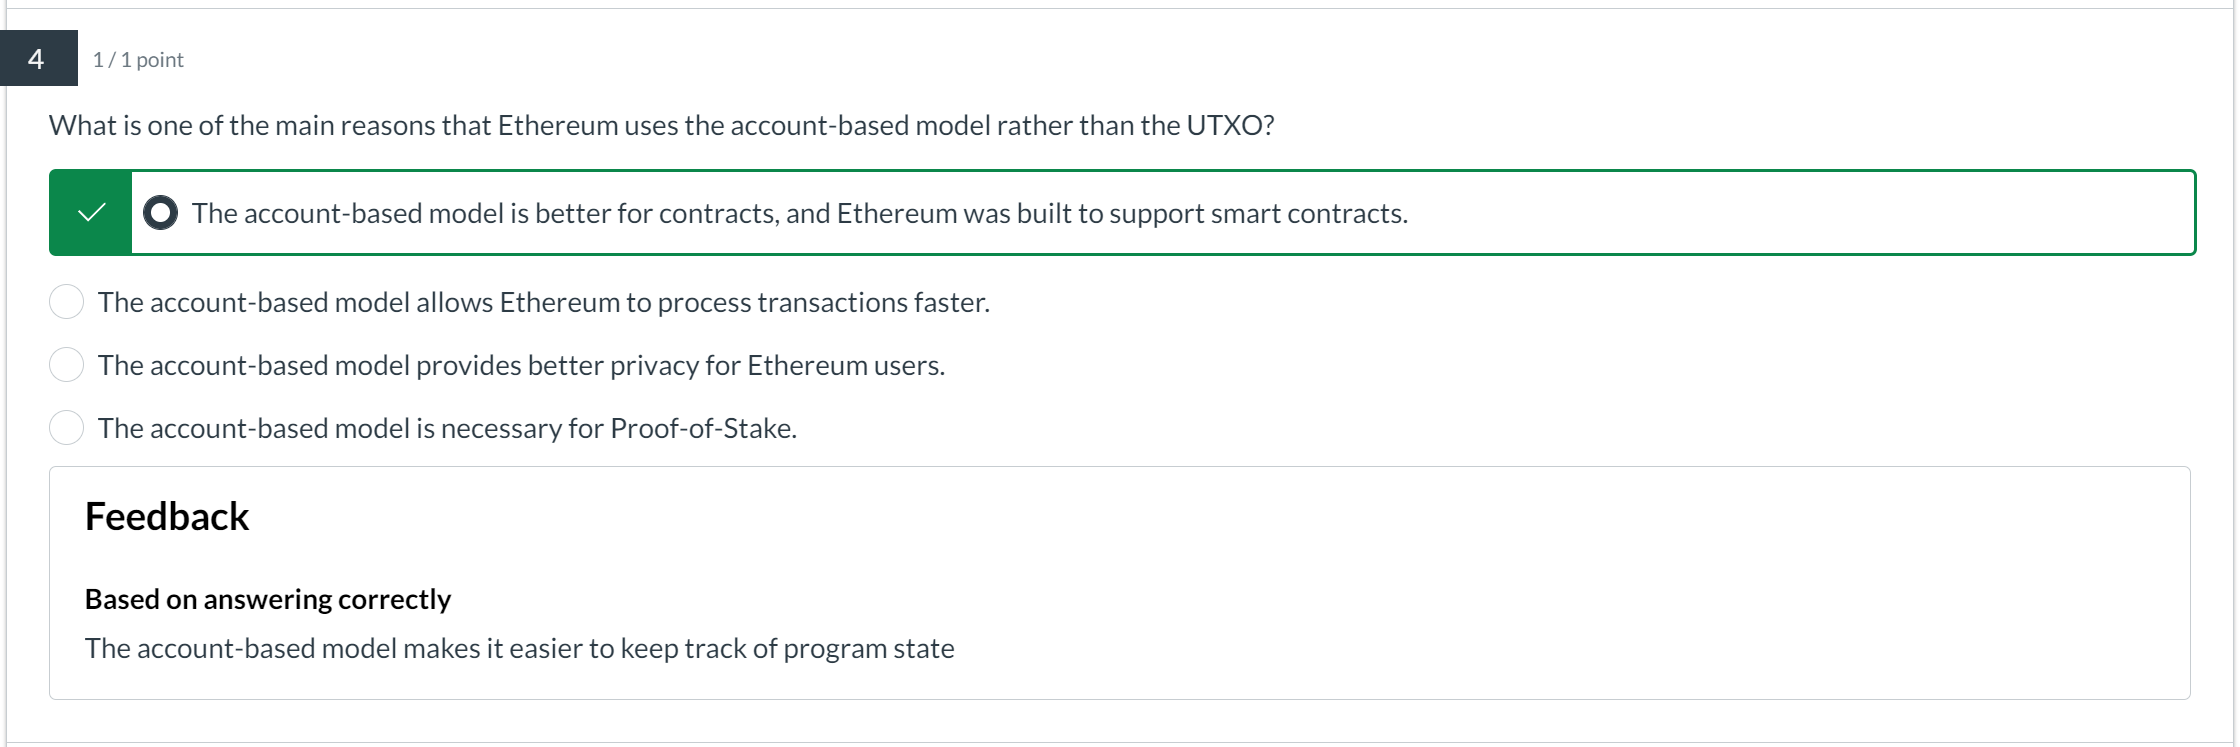 4
1 / 1 point
What is one of the main reasons that Ethereum uses the account-based model rather than the UTXO?
The account-based model is better for contracts, and Ethereum was built to support smart contracts.
The account-based model allows Ethereum to process transactions faster.
The account-based model provides better privacy for Ethereum users.
The account-based model is necessary for Proof-of-Stake.
Feedback
Based on answering correctly
The account-based model makes it easier to keep track of program state